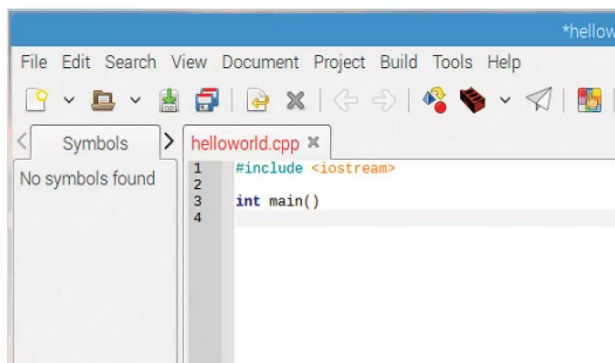 *hellow
File Edit Search View Document Project Build Tools Help
Symbols
helloworld.cpp
No symbols found
1 #include <iostream>
2
3 int main()
4